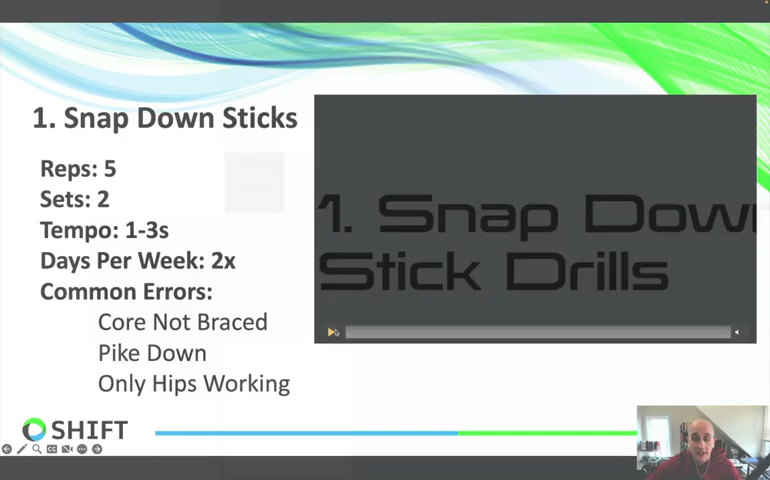 1. Snap Down Sticks
Reps: 5
Sets: 2
Tempo: 1-3s
Days Per Week: 2x
Common Errors:
Core Not Braced
Pike Down
Only Hips Working
1. Snap Down
Stick Drills
SHIFT